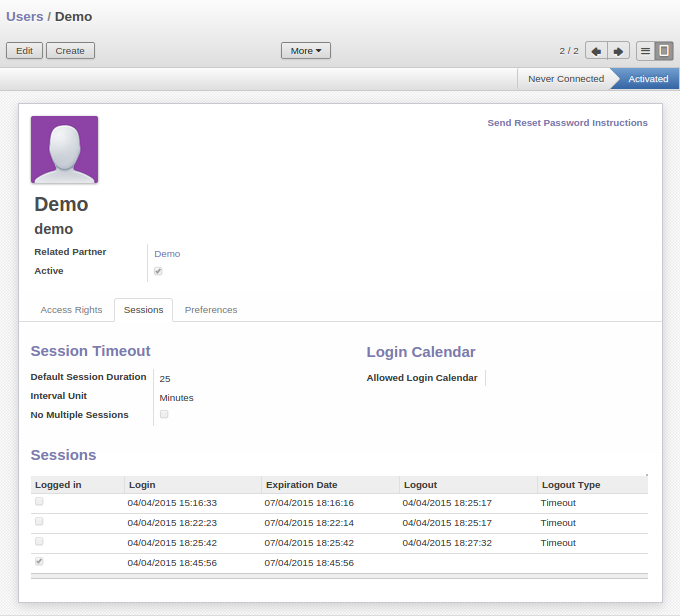 Users / Demo
Edit Create More 2 / 2
Never Connected Activated
Send Reset Password Instructions
Demo
demo
Related Partner Demo
Active
Access Rights Sessions Preferences
Session Timeout Login Calendar
Default Session Duration 25 Allowed Login Calendar
Interval Unit Minutes
No Multiple Sessions
Sessions
Logged in Login Expiration Date Logout Logout Type
04/04/2015 15:16:33 07/04/2015 18:16:16 04/04/2015 18:25:17 Timeout
04/04/2015 18:22:23 07/04/2015 18:22:14 04/04/2015 18:25:17 Timeout
04/04/2015 18:25:42 07/04/2015 18:25:42 04/04/2015 18:27:32 Timeout
04/04/2015 18:45:56 07/04/2015 18:45:56